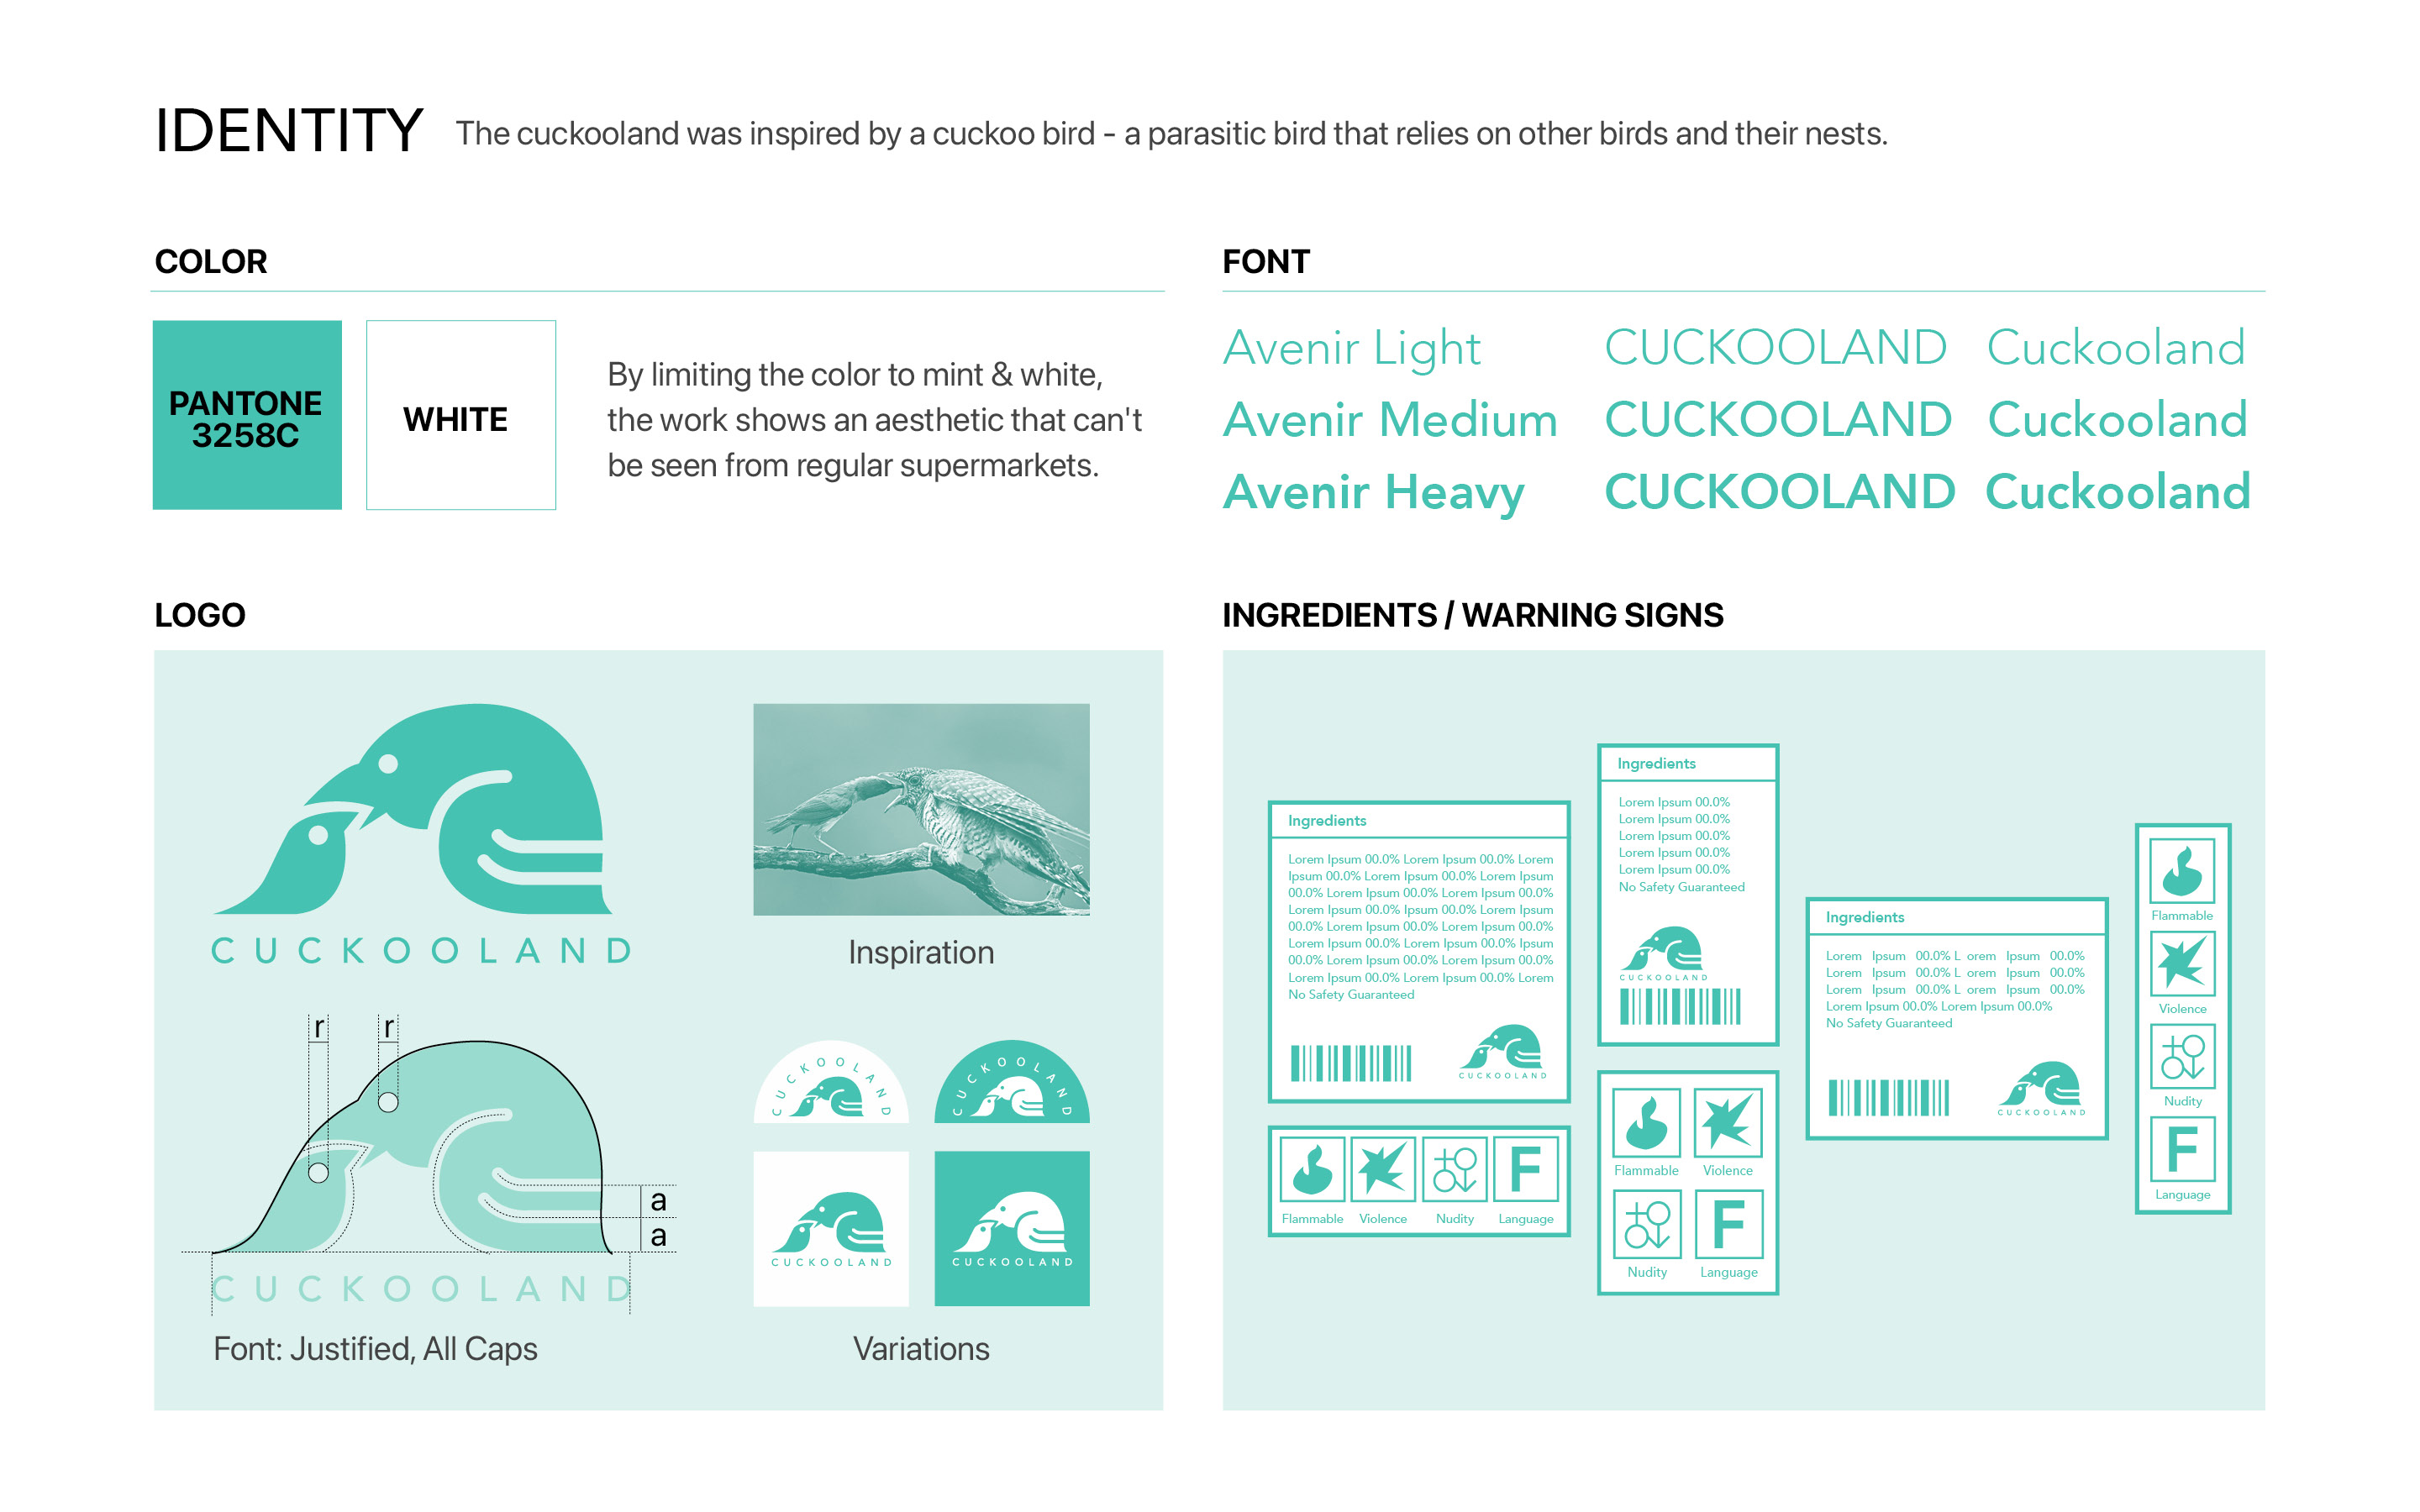 IDENTITY
The cuckooland was inspired by a cuckoo bird - a parasitic bird that relies on other birds and their nests.
COLOR
PANTONE
3258C
WHITE
By limiting the color to mint & white,
the work shows an aesthetic that can't
be seen from regular supermarkets.
FONT
Avenir Light CUCKOOLAND Cuckooland
Avenir Medium CUCKOOLAND Cuckooland
Avenir Heavy CUCKOOLAND Cuckooland
LOGO
CUCKOOLAND
Inspiration
r r
a
a
CUCKOOLAND
Font: Justified, All Caps
CUCKOOLAND
CUCKOOLAND
CUCKOOLAND
CUCKOOLAND
Variations
INGREDIENTS / WARNING SIGNS
Ingredients
Lorem Ipsum 00.0% Lorem Ipsum 00.0% Lorem
Ipsum 00.0% Lorem Ipsum 00.0% Lorem Ipsum
00.0% Lorem Ipsum 00.0% Lorem Ipsum 00.0%
Lorem Ipsum 00.0% Ipsum 00.0% Lorem Ipsum
00.0% Lorem Ipsum 00.0% Lorem Ipsum 00.0%
Lorem Ipsum 00.0% Lorem Ipsum 00.0% Ipsum
00.0% Lorem Ipsum 00.0% Lorem Ipsum 00.0%
Lorem Ipsum 00.0% Lorem Ipsum 00.0% Lorem
No Safety Guaranteed
CUCKOOLAND
Flammable Violence Nudity F Language
Ingredients
Lorem Ipsum 00.0%
Lorem Ipsum 00.0%
Lorem Ipsum 00.0%
Lorem Ipsum 00.0%
Lorem Ipsum 00.0%
No Safety Guaranteed
CUCKOOLAND
Flammable Violence
F
Nudity Language
Ingredients
Lorem Ipsum 00.0% L orem Ipsum 00.0%
Lorem Ipsum 00.0% L orem Ipsum 00.0%
Lorem Ipsum 00.0% L orem Ipsum 00.0%
Lorem Ipsum 00.0% Lorem Ipsum 00.0%
No Safety Guaranteed
CUCKOOLAND
Flammable
Violence
Nudity
F
Language